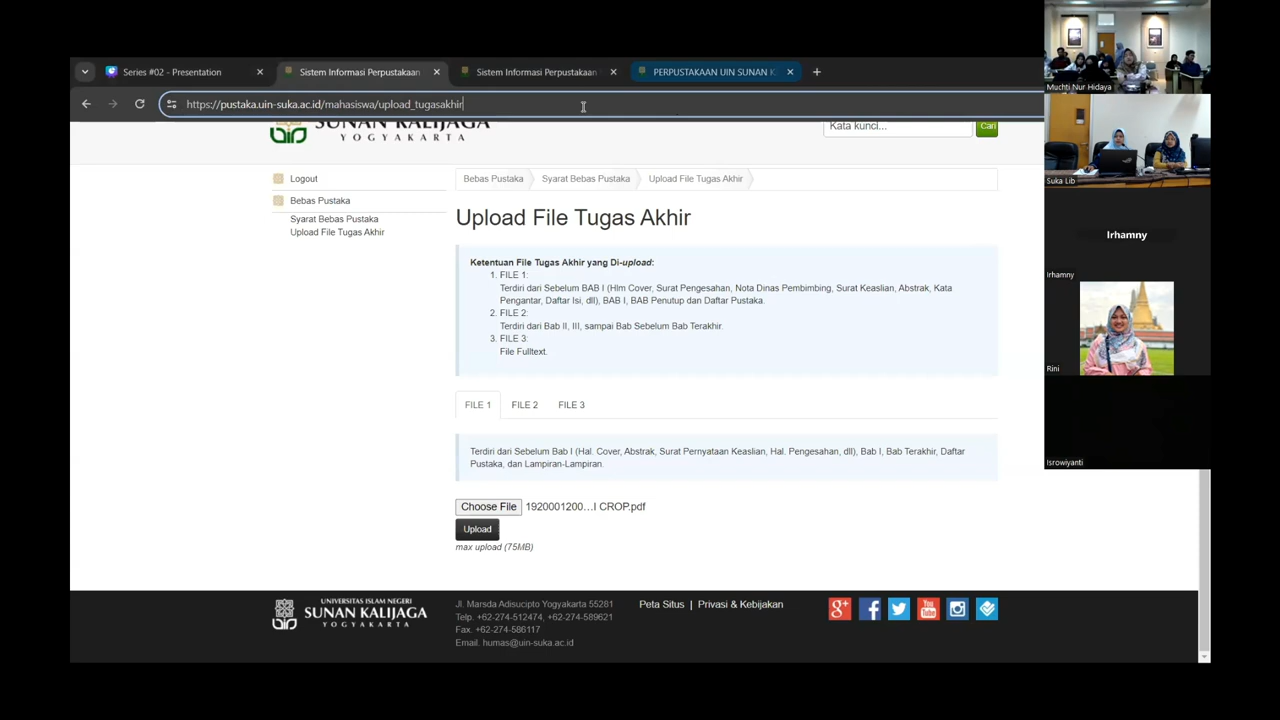 Series #02 - Presentation
Sistem Informasi Perpustakaan
Sistem Informasi Perpustakaan
PERPUSTAKAAN UIN SUNAN K
https://pustaka.uin-suka.ac.id/mahasiswa/upload_tugasakhir
SUNAN KALIJAGA
YOGYAKARTA
Kata kunci...
Cari
Logout
Bebas Pustaka
Syarat Bebas Pustaka
Upload File Tugas Akhir
Bebas Pustaka
Syarat Bebas Pustaka
Upload File Tugas Akhir
Upload File Tugas Akhir
Ketentuan File Tugas Akhir yang Di-upload:
1. FILE 1:
Terdiri dari Sebelum BAB I (Hlm Cover, Surat Pengesahan, Nota Dinas Pembimbing, Surat Keaslian, Abstrak, Kata
Pengantar, Daftar Isi, dll), BAB I, BAB Penutup dan Daftar Pustaka.
2. FILE 2:
Terdiri dari Bab II, III, sampai Bab Sebelum Bab Terakhir.
3. FILE 3:
File Fulltext.
FILE 1
FILE 2
FILE 3
Terdiri dari Sebelum Bab I (Hal. Cover, Abstrak, Surat Pernyataan Keaslian, Hal. Pengesahan, dll), Bab I, Bab Terakhir, Daftar
Pustaka, dan Lampiran-Lampiran.
Choose File 1920001200...I CROP.pdf
Upload
max upload (75MB)
UNIVERSITAS ISLAM NEGERI
SUNAN KALIJAGA
YOGYAKARTA
Jl. Marsda Adisucipto Yogyakarta 55281
Telp. +62-274-512474, +62-274-589621
Fax. +62-274-586117
Email. humas@uin-suka.ac.id
Peta Situs | Privasi & Kebijakan
Muchti Nur Hidaya
Suka Lib
Irhamny
Irhamny
Rini
Isrowiyanti